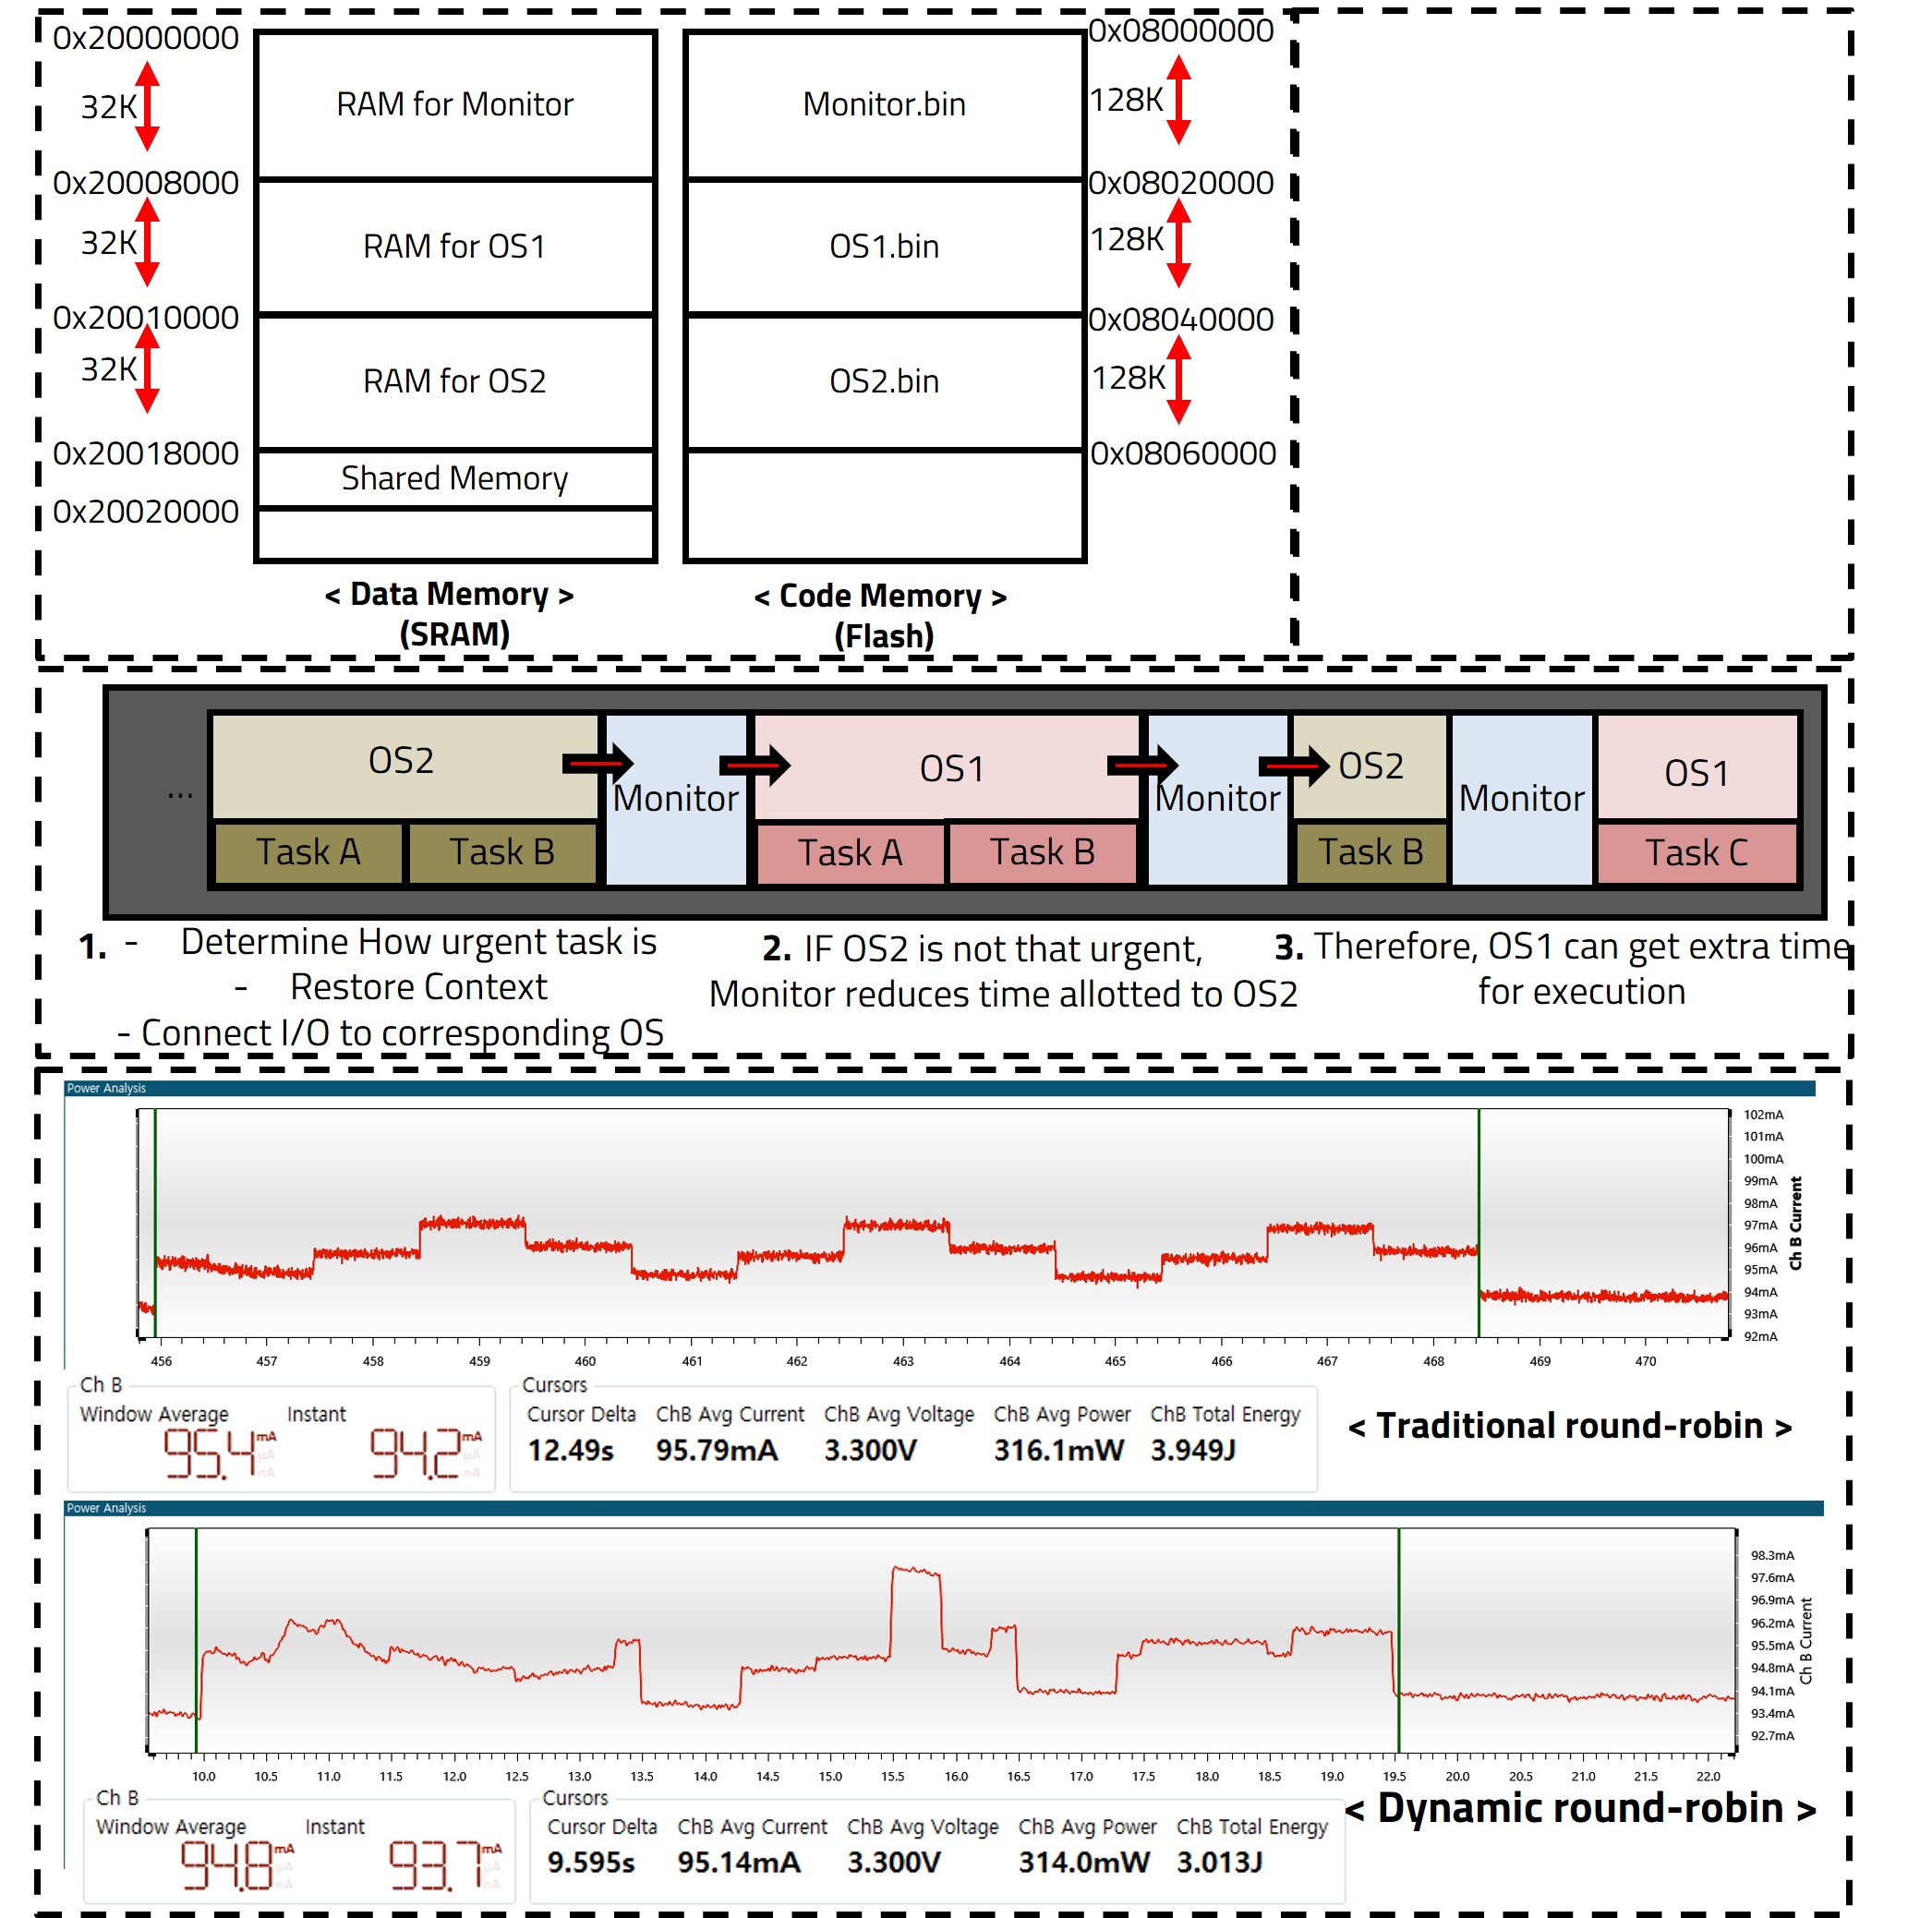 0x20000000
32K
0x20008000
32K
0x20010000
32K
0x20018000
0x20020000
RAM for Monitor
RAM for OS1
RAM for OS2
Shared Memory
< Data Memory >
(SRAM)
Monitor.bin
OS1.bin
OS2.bin
< Code Memory >
(Flash)
0x08000000
128K
0x08020000
128K
0x08040000
128K
0x08060000
...
OS2
Task A
Task B
Monitor
OS1
Task A
Task B
Monitor
OS2
Task B
Monitor
OS1
Task C
1. - Determine How urgent task is
- Restore Context
- Connect I/O to corresponding OS
2. IF OS2 is not that urgent,
Monitor reduces time allotted to OS2
3. Therefore, OS1 can get extra time
for execution
Power Analysis
102mA
101mA
100mA
99mA
98mA
97mA
96mA
95mA
94mA
93mA
92mA
Ch B Current
456 457 458 459 460 461 462 463 464 465 466 467 468 469 470
Ch B
Window Average Instant
95.4 mA 94.2 mA
µA µA
nA nA
Cursors
Cursor Delta ChB Avg Current ChB Avg Voltage ChB Avg Power ChB Total Energy
12.49s 95.79mA 3.300V 316.1mW 3.949J
< Traditional round-robin >
Power Analysis
98.3mA
97.6mA
96.9mA
96.2mA
95.5mA
94.8mA
94.1mA
93.4mA
92.7mA
Ch B Current
10.0 10.5 11.0 11.5 12.0 12.5 13.0 13.5 14.0 14.5 15.0 15.5 16.0 16.5 17.0 17.5 18.0 18.5 19.0 19.5 20.0 20.5 21.0 21.5 22.0
Ch B
Window Average Instant
94.8 mA 93.7 mA
µA µA
nA nA
Cursors
Cursor Delta ChB Avg Current ChB Avg Voltage ChB Avg Power ChB Total Energy
9.595s 95.14mA 3.300V 314.0mW 3.013J
< Dynamic round-robin >